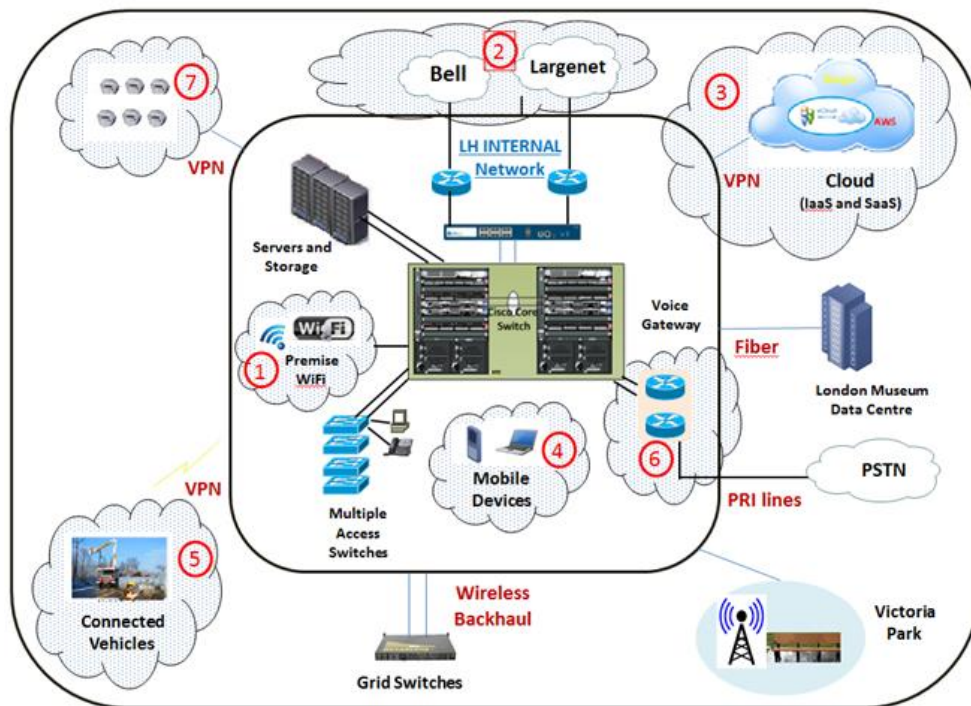 7
VPN
Bell
2
Largenet
3
AWS
VPN
Cloud
(IaaS and SaaS)
LH INTERNAL
Network
Servers and
Storage
Cisco Core
Switch
Voice
Gateway
Fiber
London Museum
Data Centre
WiFi
1
Premise
WiFi
4
Mobile
Devices
6
PRI lines
PSTN
Multiple
Access
Switches
VPN
5
Connected
Vehicles
Wireless
Backhaul
Grid Switches
Victoria
Park